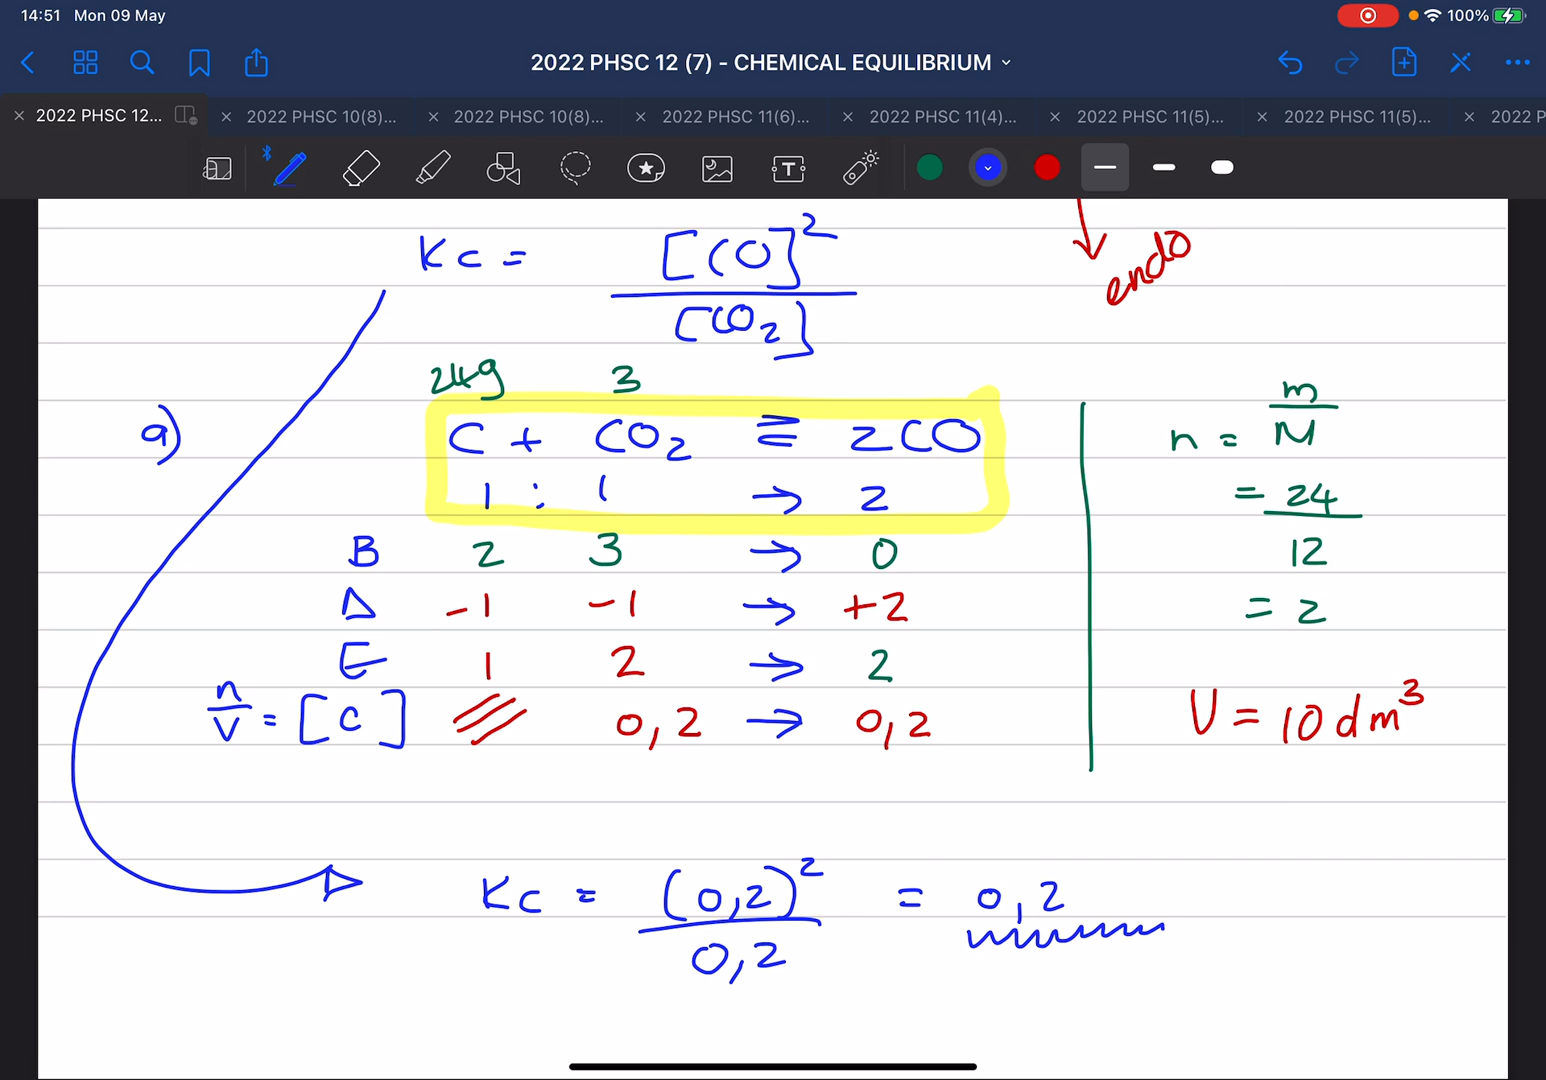 14:51 Mon 09 May 100%
2022 PHSC 12 (7) - CHEMICAL EQUILIBRIUM
2022 PHSC 12... 2022 PHSC 10(8)... 2022 PHSC 10(8)... 2022 PHSC 11(6)... 2022 PHSC 11(4)... 2022 PHSC 11(5)... 2022 PHSC 11(5)... 2022 P
T
Kc = [CO]²
[CO₂]
endo
24g 3
a) C + CO₂ ⇌ 2CO
1 : 1 → 2
B 2 3 → 0
Δ -1 -1 → +2
E 1 2 → 2
n/V = [C] 0,2 → 0,2
n = m/M
= 24
12
= 2
V = 10dm³
Kc = (0,2)² = 0,2
0,2